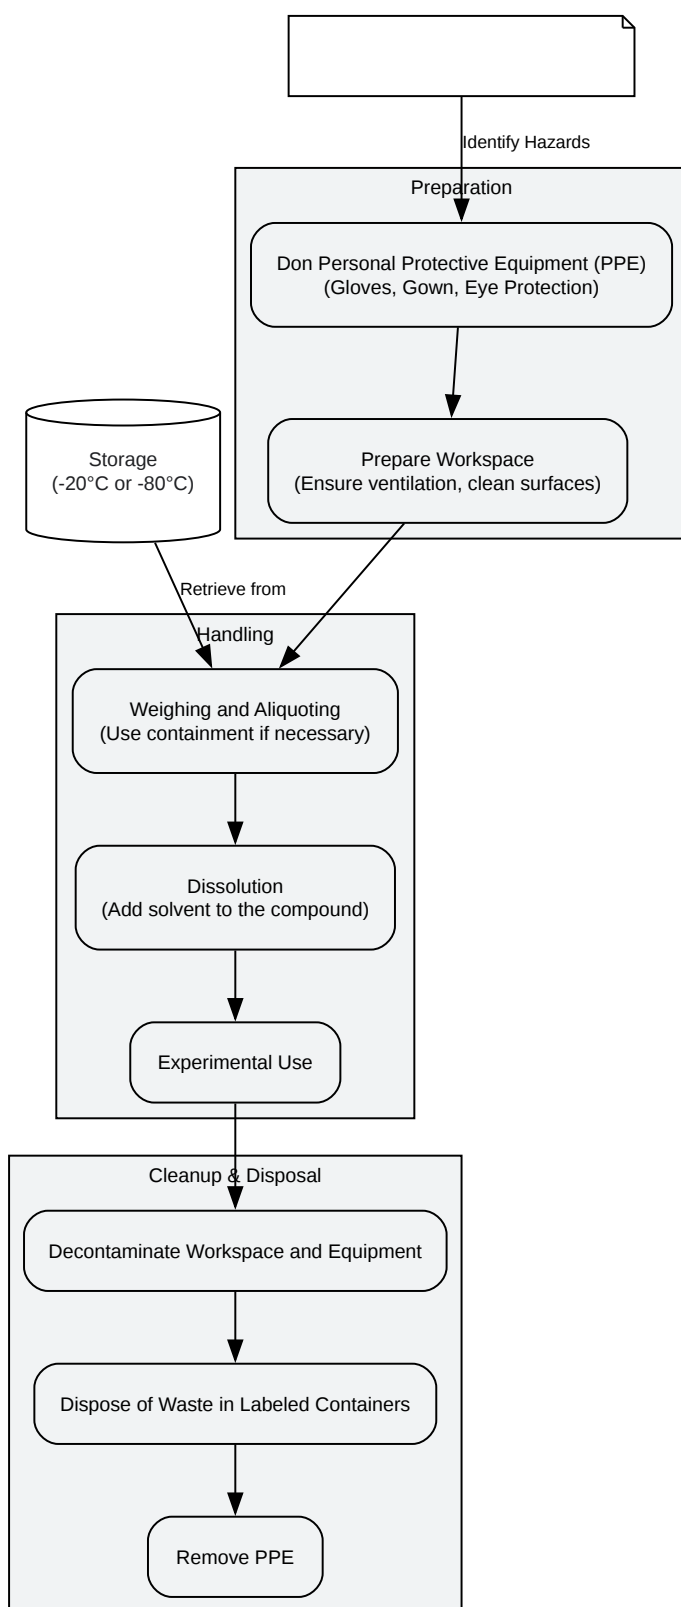 Identify Hazards
Preparation
Don Personal Protective Equipment (PPE)
(Gloves, Gown, Eye Protection)
Prepare Workspace
(Ensure ventilation, clean surfaces)
Storage
(-20°C or -80°C)
Retrieve from
Handling
Weighing and Aliquoting
(Use containment if necessary)
Dissolution
(Add solvent to the compound)
Experimental Use
Cleanup & Disposal
Decontaminate Workspace and Equipment
Dispose of Waste in Labeled Containers
Remove PPE